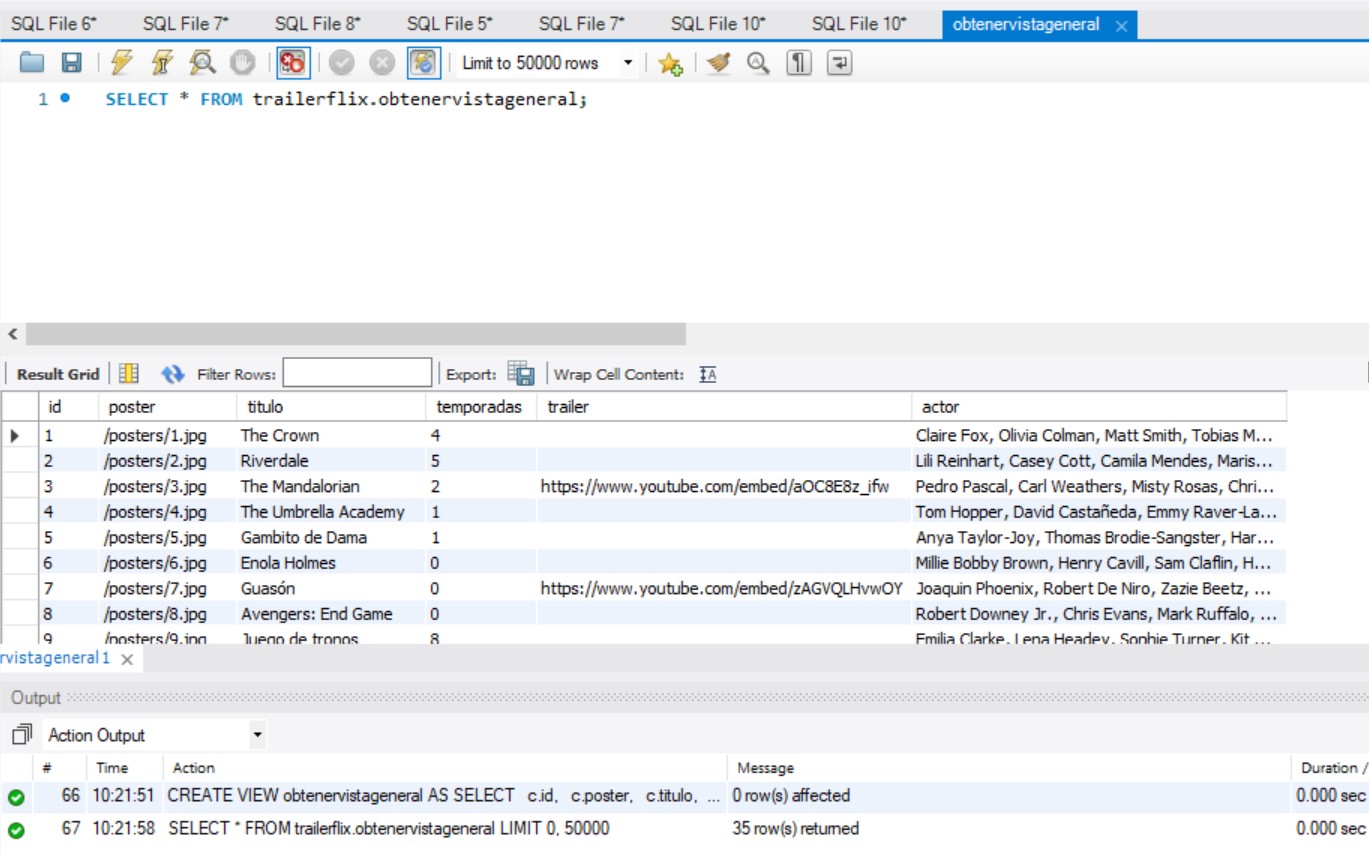 SQL File 6* SQL File 7* SQL File 8* SQL File 5* SQL File 7* SQL File 10* SQL File 10* obtenervistageneral
Limit to 50000 rows
1 SELECT * FROM trailerflix.obtenervistageneral;
Result Grid Filter Rows: Export: Wrap Cell Content:
id poster titulo temporadas trailer actor
1 /posters/1.jpg The Crown 4 Claire Fox, Olivia Colman, Matt Smith, Tobias M...
2 /posters/2.jpg Riverdale 5 Lili Reinhart, Casey Cott, Camila Mendes, Maris...
3 /posters/3.jpg The Mandalorian 2 https://www.youtube.com/embed/aOC8E8z_ifw Pedro Pascal, Carl Weathers, Misty Rosas, Chri...
4 /posters/4.jpg The Umbrella Academy 1 Tom Hopper, David Castañeda, Emmy Raver-La...
5 /posters/5.jpg Gambito de Dama 1 Anya Taylor-Joy, Thomas Brodie-Sangster, Har...
6 /posters/6.jpg Enola Holmes 0 Millie Bobby Brown, Henry Cavill, Sam Claflin, H...
7 /posters/7.jpg Guasón 0 https://www.youtube.com/embed/zAGVQLHvwOY Joaquin Phoenix, Robert De Niro, Zazie Beetz, ...
8 /posters/8.jpg Avengers: End Game 0 Robert Downey Jr., Chris Evans, Mark Ruffalo, ...
9 /posters/9.jpg Juego de tronos 8 Emilia Clarke, Lena Headey, Sophie Turner, Kit ...
rvistageneral1
Output
Action Output
# Time Action Message Duration /
66 10:21:51 CREATE VIEW obtenervistageneral AS SELECT c.id, c.poster, c.titulo, ... 0 row(s) affected 0.000 sec
67 10:21:58 SELECT * FROM trailerflix.obtenervistageneral LIMIT 0, 50000 35 row(s) returned 0.000 sec